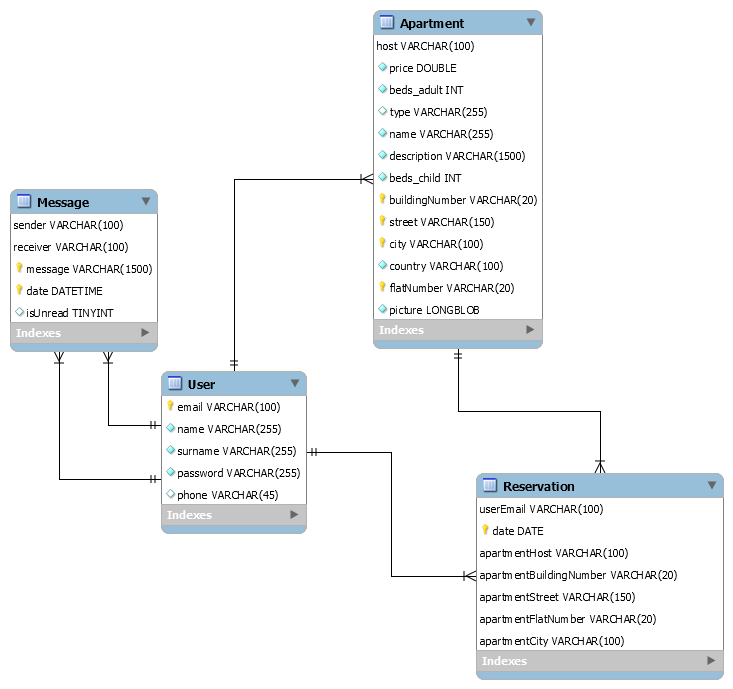 Apartment
host VARCHAR(100)
price DOUBLE
beds_adult INT
type VARCHAR(255)
name VARCHAR(255)
description VARCHAR(1500)
beds_child INT
buildingNumber VARCHAR(20)
street VARCHAR(150)
city VARCHAR(100)
country VARCHAR(100)
flatNumber VARCHAR(20)
picture LONGBLOB
Indexes
Message
sender VARCHAR(100)
receiver VARCHAR(100)
message VARCHAR(1500)
date DATETIME
isUnread TINYINT
Indexes
User
email VARCHAR(100)
name VARCHAR(255)
surname VARCHAR(255)
password VARCHAR(255)
phone VARCHAR(45)
Indexes
Reservation
userEmail VARCHAR(100)
date DATE
apartmentHost VARCHAR(100)
apartmentBuildingNumber VARCHAR(20)
apartmentStreet VARCHAR(150)
apartmentFlatNumber VARCHAR(20)
apartmentCity VARCHAR(100)
Indexes